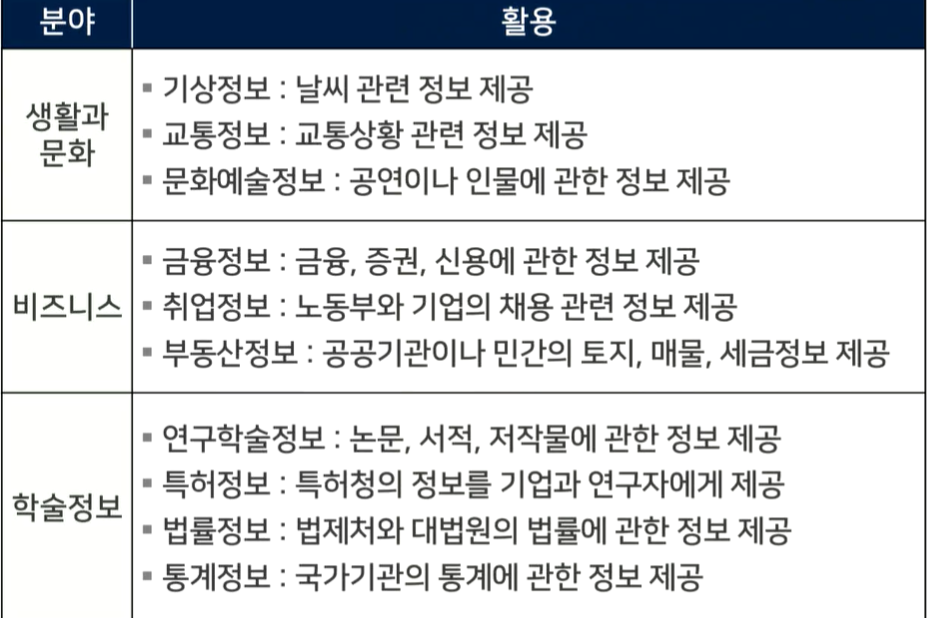 분야
활용
생활과
문화
▪ 기상정보 : 날씨 관련 정보 제공
▪ 교통정보 : 교통상황 관련 정보 제공
▪ 문화예술정보 : 공연이나 인물에 관한 정보 제공
비즈니스
▪ 금융정보 : 금융, 증권, 신용에 관한 정보 제공
▪ 취업정보 : 노동부와 기업의 채용 관련 정보 제공
▪ 부동산정보 : 공공기관이나 민간의 토지, 매물, 세금정보 제공
학술정보
▪ 연구학술정보 : 논문, 서적, 저작물에 관한 정보 제공
▪ 특허정보 : 특허청의 정보를 기업과 연구자에게 제공
▪ 법률정보 : 법제처와 대법원의 법률에 관한 정보 제공
▪ 통계정보 : 국가기관의 통계에 관한 정보 제공